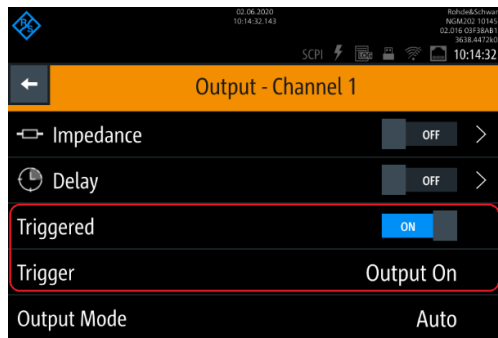 02.06.2020
10:14:32.143
Rohde&Schwar
NGM202 10145
02.016 03F38AB1
3638.4472k0
SCPI
10:14:32
Output - Channel 1
Impedance OFF
Delay OFF
Triggered ON
Trigger Output On
Output Mode Auto